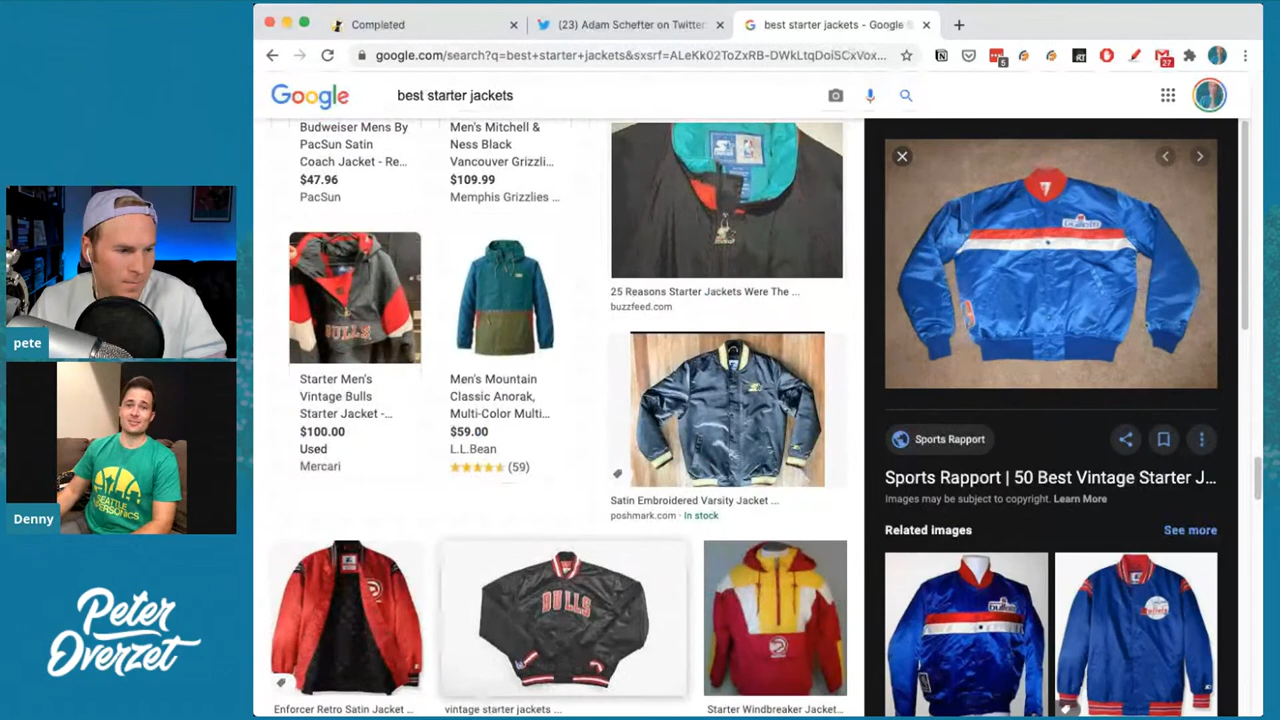 Completed
(23) Adam Schefter on Twitter
best starter jackets - Google S
google.com/search?q=best+starter+jackets&sxsrf=ALeKk02ToZxRB-DWkLtqDoiSCxVox...
5
27
Google
best starter jackets
Budweiser Mens By
PacSun Satin
Coach Jacket - Re...
$47.96
PacSun
Men's Mitchell &
Ness Black
Vancouver Grizzli...
$109.99
Memphis Grizzlies ...
25 Reasons Starter Jackets Were The ...
buzzfeed.com
BULLS
Starter Men's
Vintage Bulls
Starter Jacket -...
$100.00
Used
Mercari
Men's Mountain
Classic Anorak,
Multi-Color Multi...
$59.00
L.L.Bean
(59)
Satin Embroidered Varsity Jacket ...
poshmark.com · In stock
BULLS
Enforcer Retro Satin Jacket ...
vintage starter jackets ...
Starter Windbreaker Jacket...
bullets
Sports Rapport
Sports Rapport | 50 Best Vintage Starter J...
Images may be subject to copyright. Learn More
Related images
See more
pete
SEATTLE
SUPERSONICS
Denny
Peter
Overzet